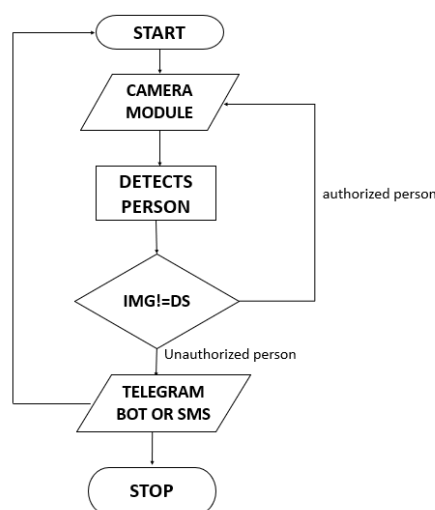 START
CAMERA
MODULE
authorized person
DETECTS
PERSON
IMG!=DS
Unauthorized person
TELEGRAM
BOT OR SMS
STOP